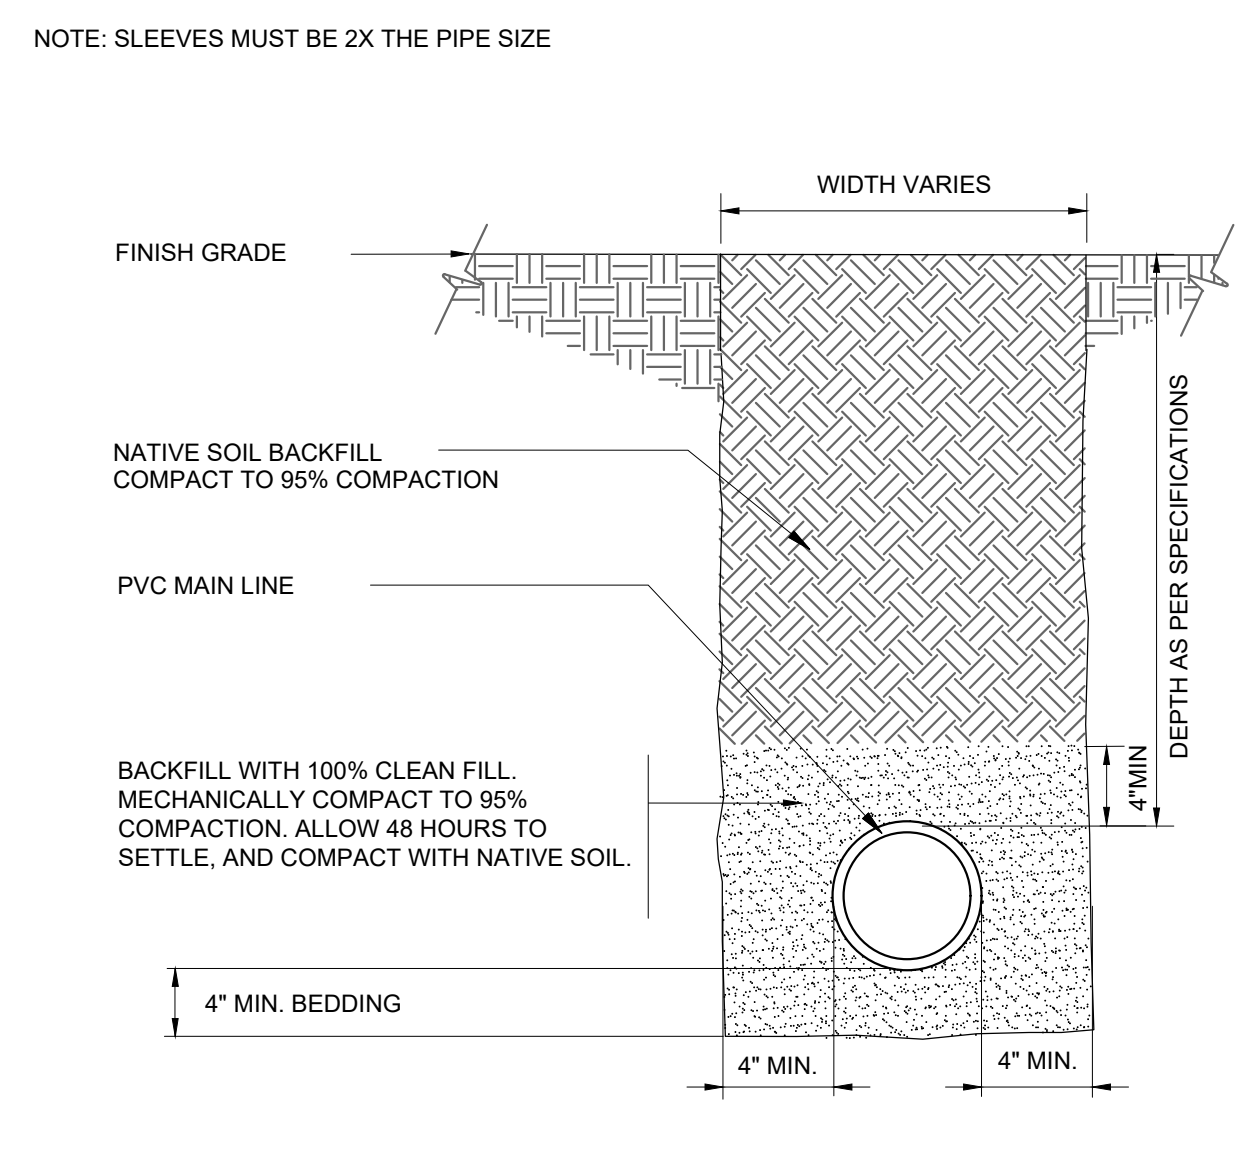 NOTE: SLEEVES MUST BE 2X THE PIPE SIZE
WIDTH VARIES
FINISH GRADE
NATIVE SOIL BACKFILL
COMPACT TO 95% COMPACTION
DEPTH AS PER SPECIFICATIONS
PVC MAIN LINE
4"MIN
BACKFILL WITH 100% CLEAN FILL.
MECHANICALLY COMPACT TO 95%
COMPACTION. ALLOW 48 HOURS TO
SETTLE, AND COMPACT WITH NATIVE SOIL.
4" MIN. BEDDING
4" MIN.
4" MIN.